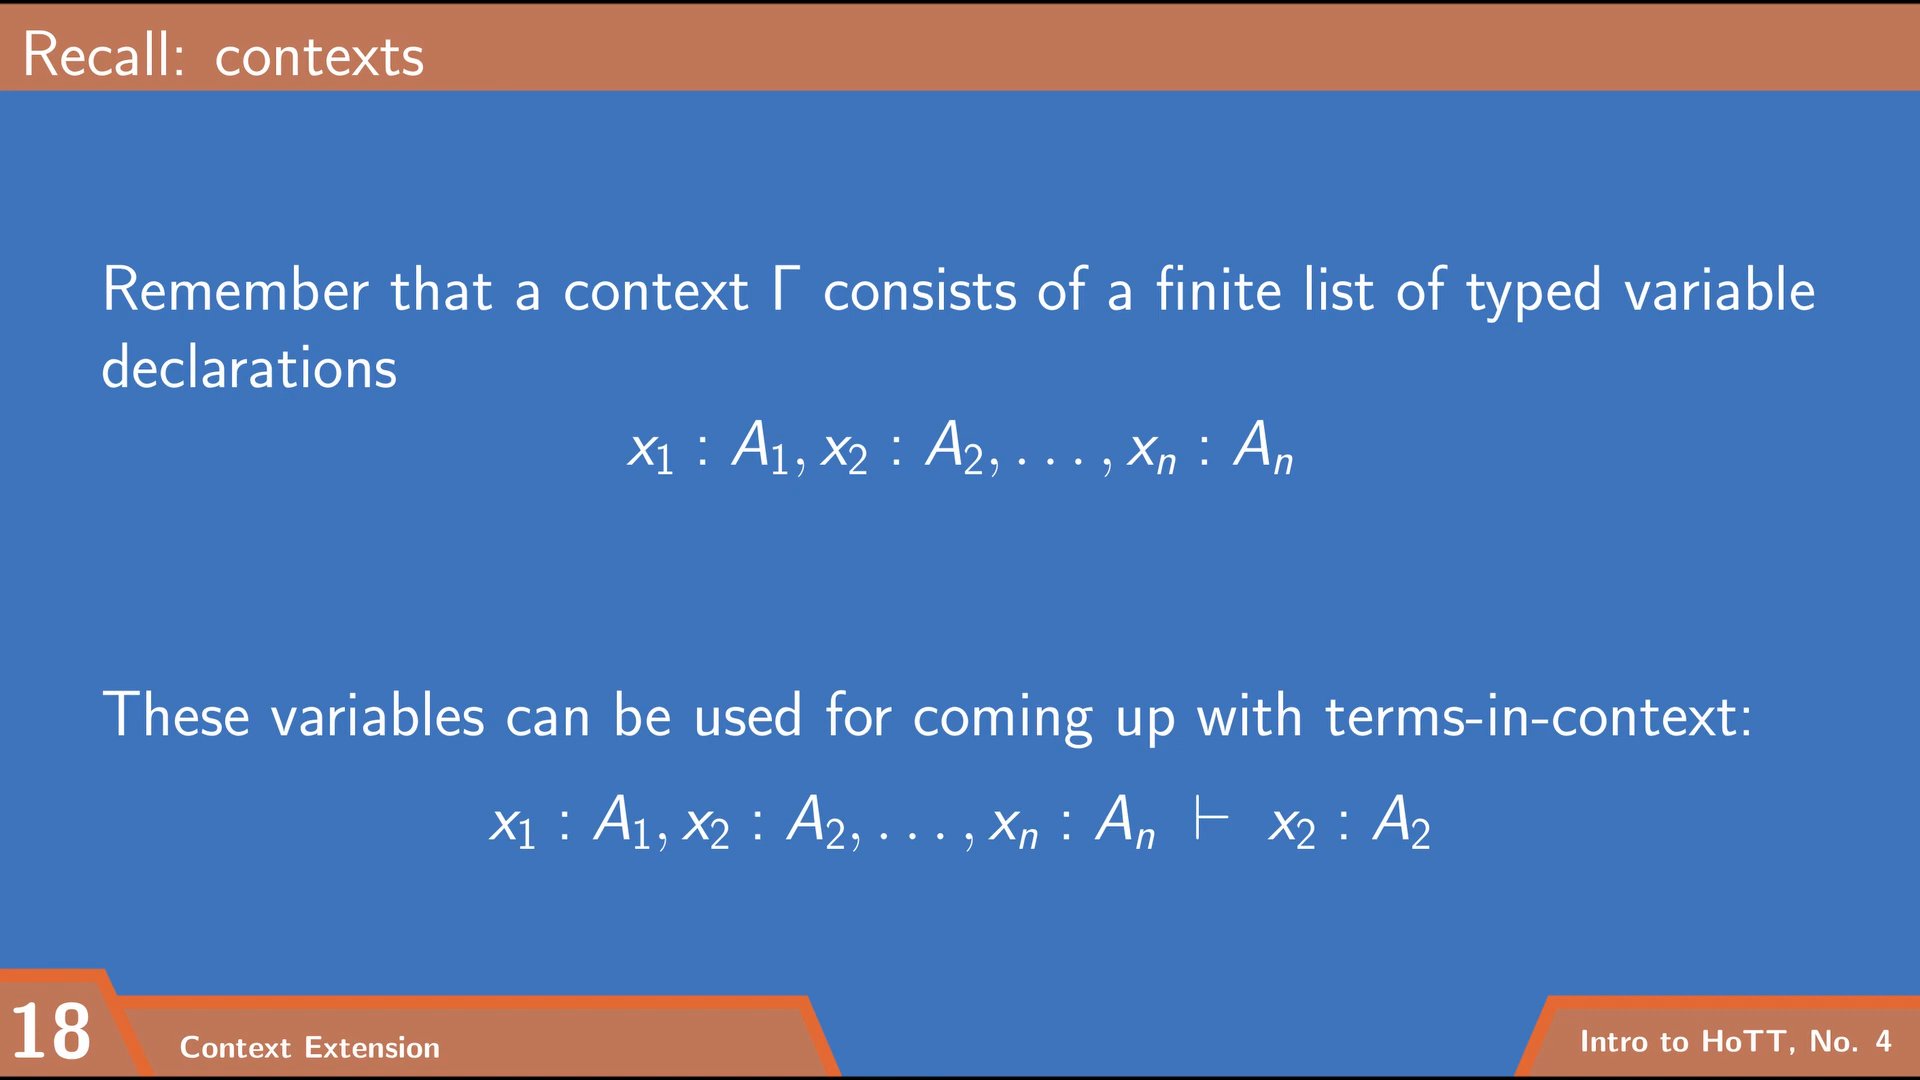 Recall: contexts
Remember that a context Γ consists of a finite list of typed variable
declarations
x₁ : A₁, x₂ : A₂, . . . , xₙ : Aₙ
These variables can be used for coming up with terms-in-context:
x₁ : A₁, x₂ : A₂, . . . , xₙ : Aₙ ⊢ x₂ : A₂
18
Context Extension
Intro to HoTT, No. 4